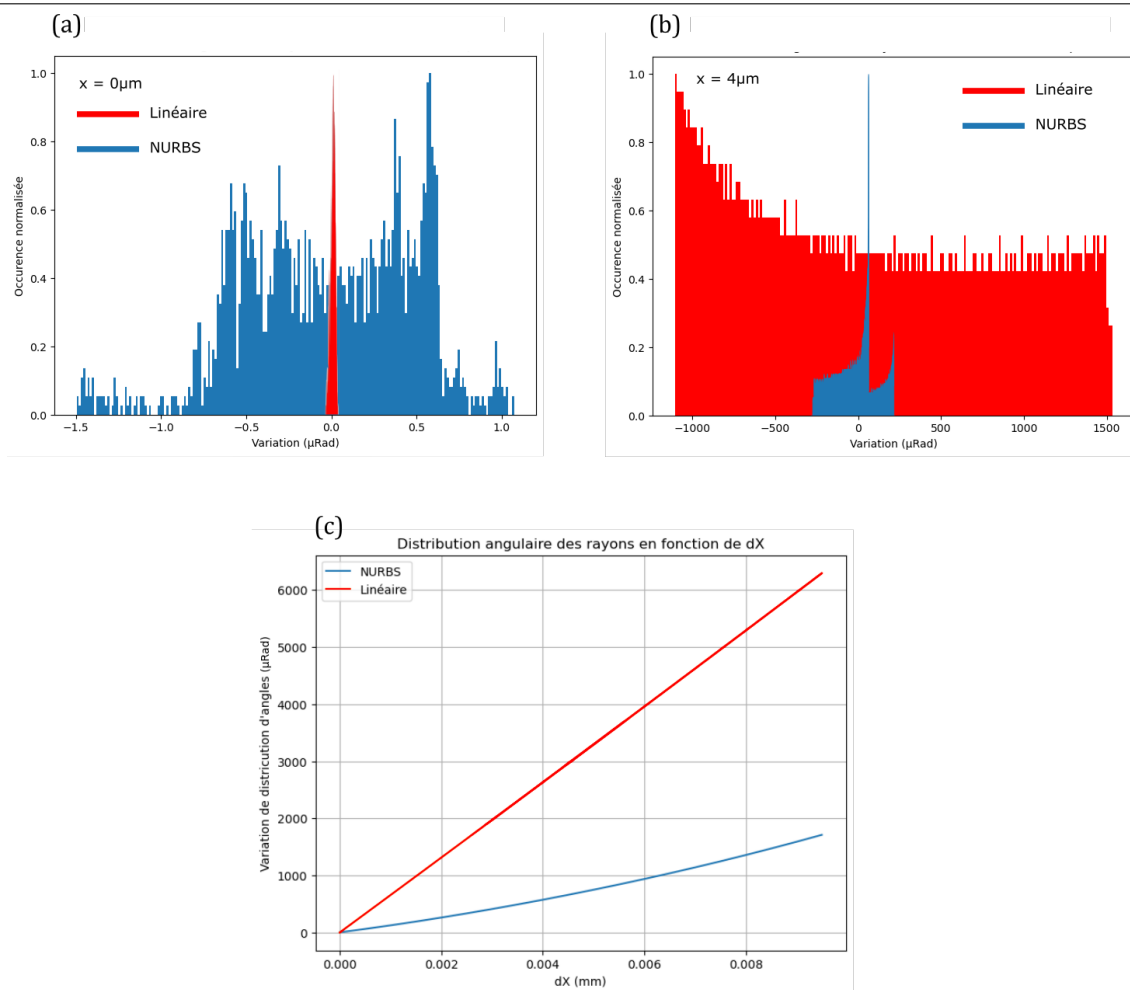 (a)
x = 0µm
Linéaire
NURBS
Occurence normalisée
1.0
0.8
0.6
0.4
0.2
0.0
−1.5
−1.0
−0.5
0.0
0.5
1.0
Variation (µRad)
(b)
x = 4µm
Linéaire
NURBS
Occurence normalisée
1.0
0.8
0.6
0.4
0.2
0.0
−1000
−500
0
500
1000
1500
Variation (µRad)
(c)
Distribution angulaire des rayons en fonction de dX
NURBS
Linéaire
Variation de districution d'angles (µRad)
6000
5000
4000
3000
2000
1000
0
0.000
0.002
0.004
0.006
0.008
dX (mm)